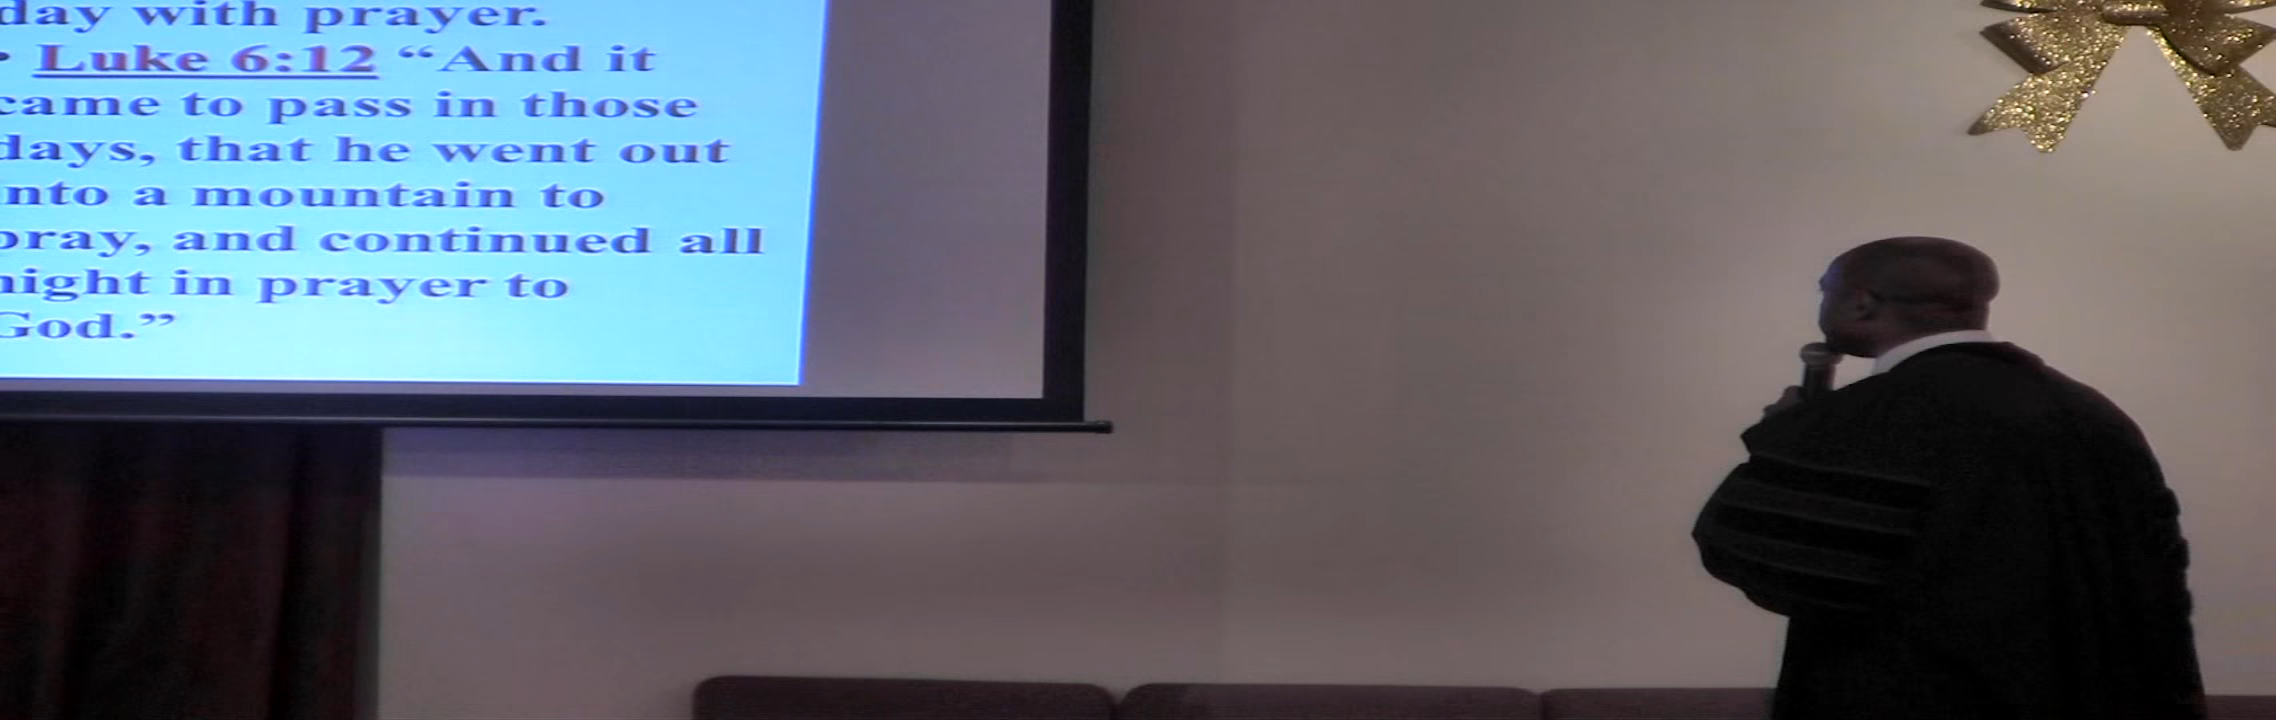 day with prayer.
• Luke 6:12 “And it
came to pass in those
days, that he went out
into a mountain to
pray, and continued all
night in prayer to
God.”